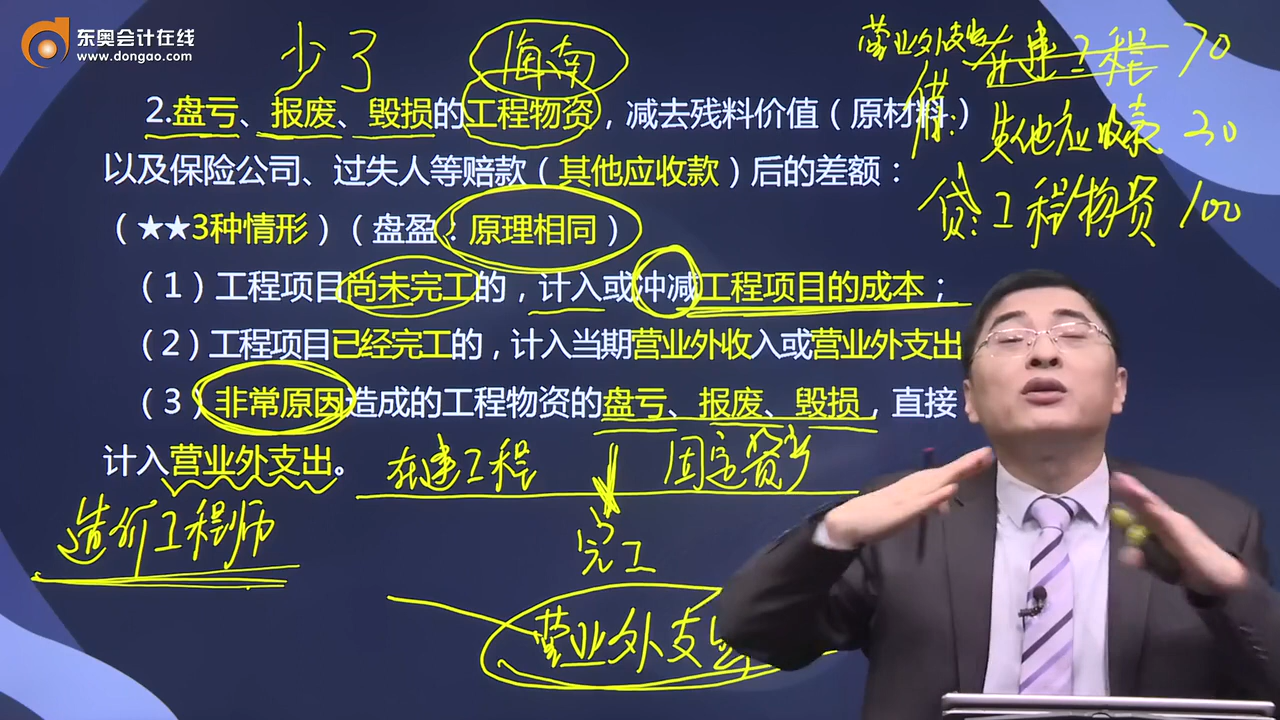 东奥会计在线
www.dongao.com
少了
海南
营业外支出
在建工程 70
借:
其他应收款 30
贷:工程物资 100
2.盘亏、报废、毁损的工程物资，减去残料价值（原材料）
以及保险公司、过失人等赔款（其他应收款）后的差额：
（★★3种情形）（盘盈：原理相同）
（1）工程项目尚未完工的，计入或冲减工程项目的成本；
（2）工程项目已经完工的，计入当期营业外收入或营业外支出
（3）非常原因造成的工程物资的盘亏、报废、毁损，直接
计入营业外支出。
在建工程
固定资产
造价工程师
完工
营业外支出